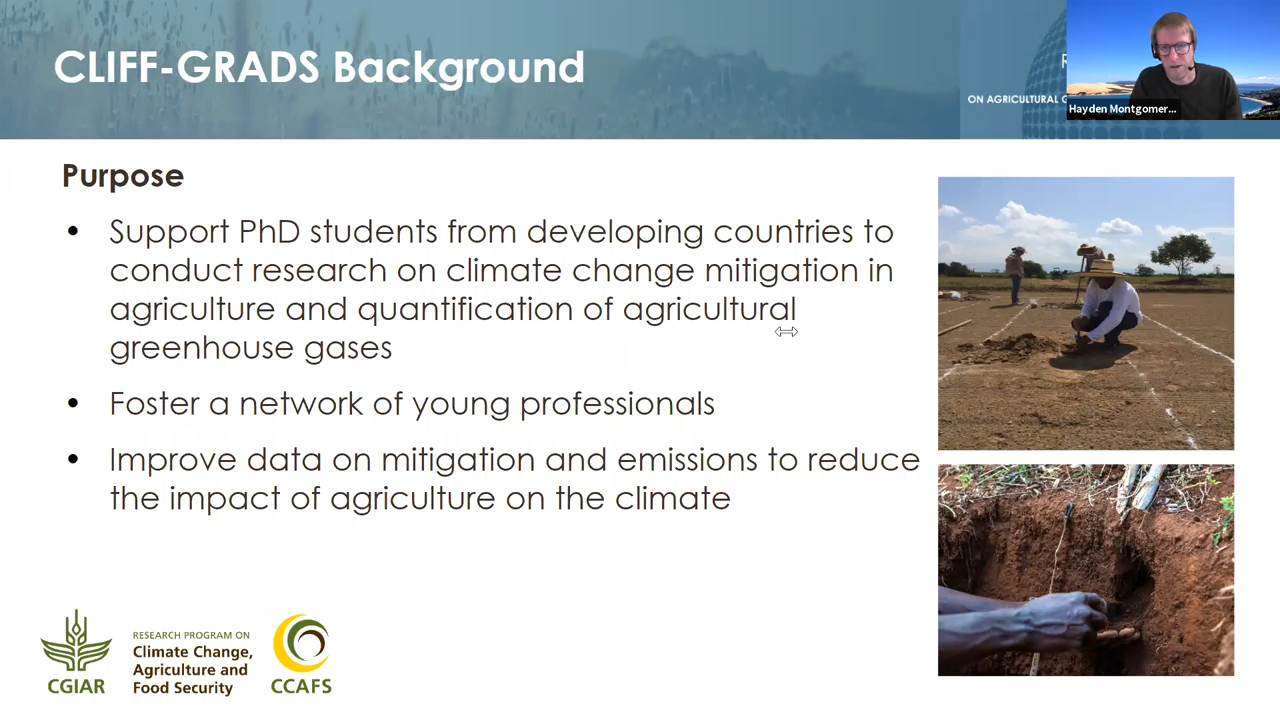 CLIFF-GRADS Background
ON AGRICULTURAL
Hayden Montgomer...
Purpose
• Support PhD students from developing countries to
conduct research on climate change mitigation in
agriculture and quantification of agricultural
greenhouse gases
• Foster a network of young professionals
• Improve data on mitigation and emissions to reduce
the impact of agriculture on the climate
CGIAR
RESEARCH PROGRAM ON
Climate Change,
Agriculture and
Food Security
CCAFS